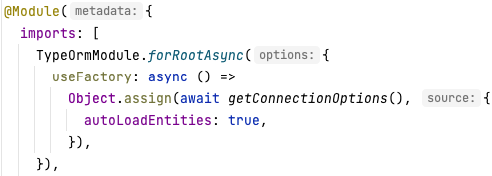 @Module( metadata: {
  imports: [
    TypeOrmModule.forRootAsync( options: {
      useFactory: async () =>
        Object.assign(await getConnectionOptions(), source: {
          autoLoadEntities: true,
        }),
    }),